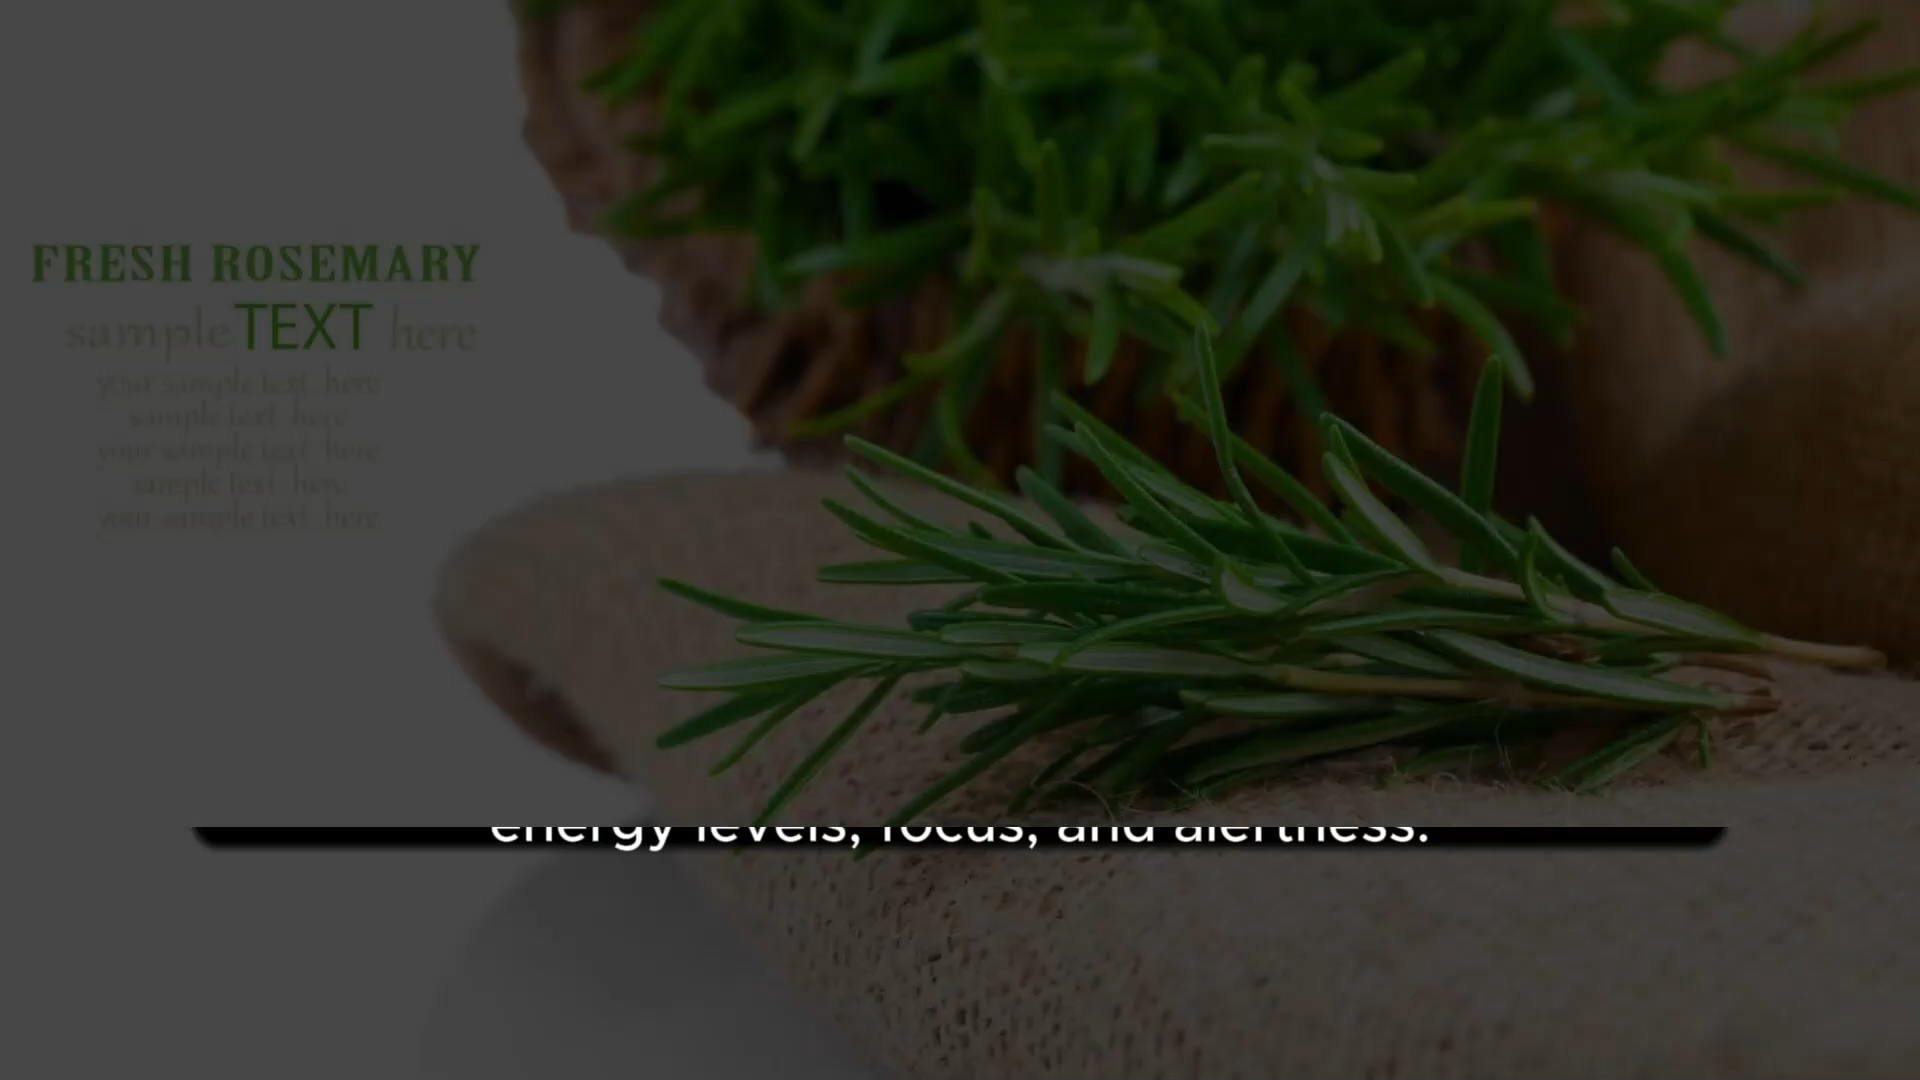 FRESH ROSEMARY
sample TEXT here
your sample text here
sample text here
your sample text here
sample text here
your sample text here
energy levels, focus, and alertness.